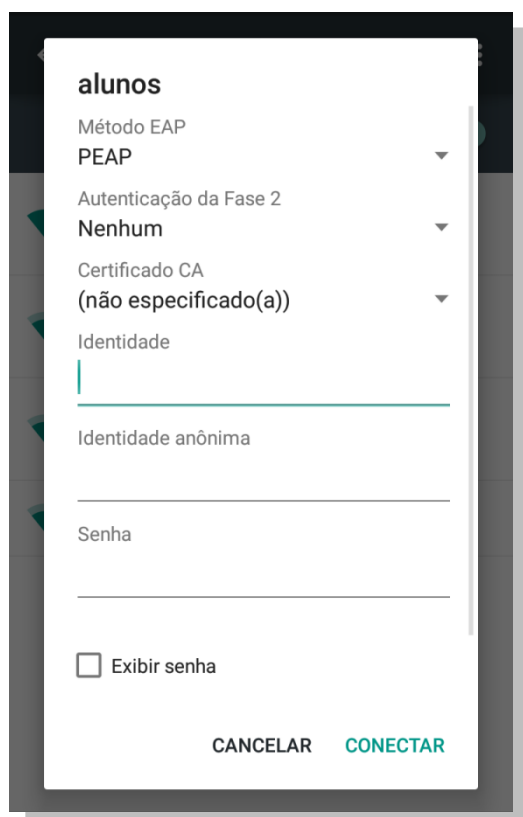 alunos
Método EAP
PEAP
Autenticação da Fase 2
Nenhum
Certificado CA
(não especificado(a))
Identidade
Identidade anônima
Senha
Exibir senha
CANCELAR CONECTAR